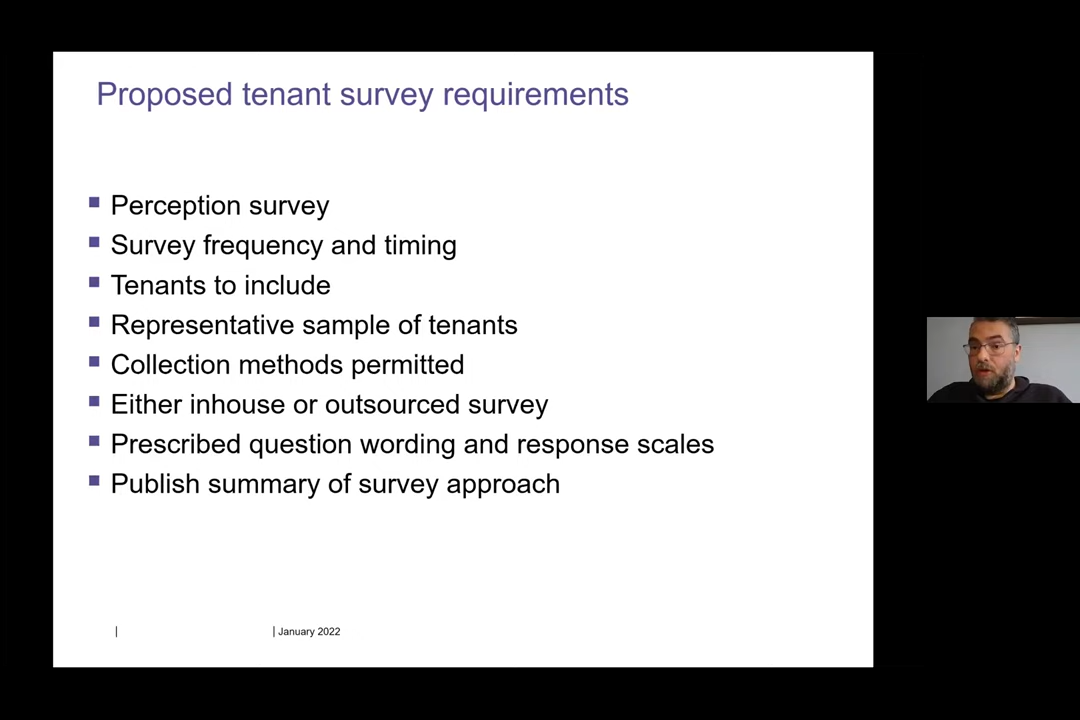 Proposed tenant survey requirements
Perception survey
Survey frequency and timing
Tenants to include
Representative sample of tenants
Collection methods permitted
Either inhouse or outsourced survey
Prescribed question wording and response scales
Publish summary of survey approach
| | January 2022